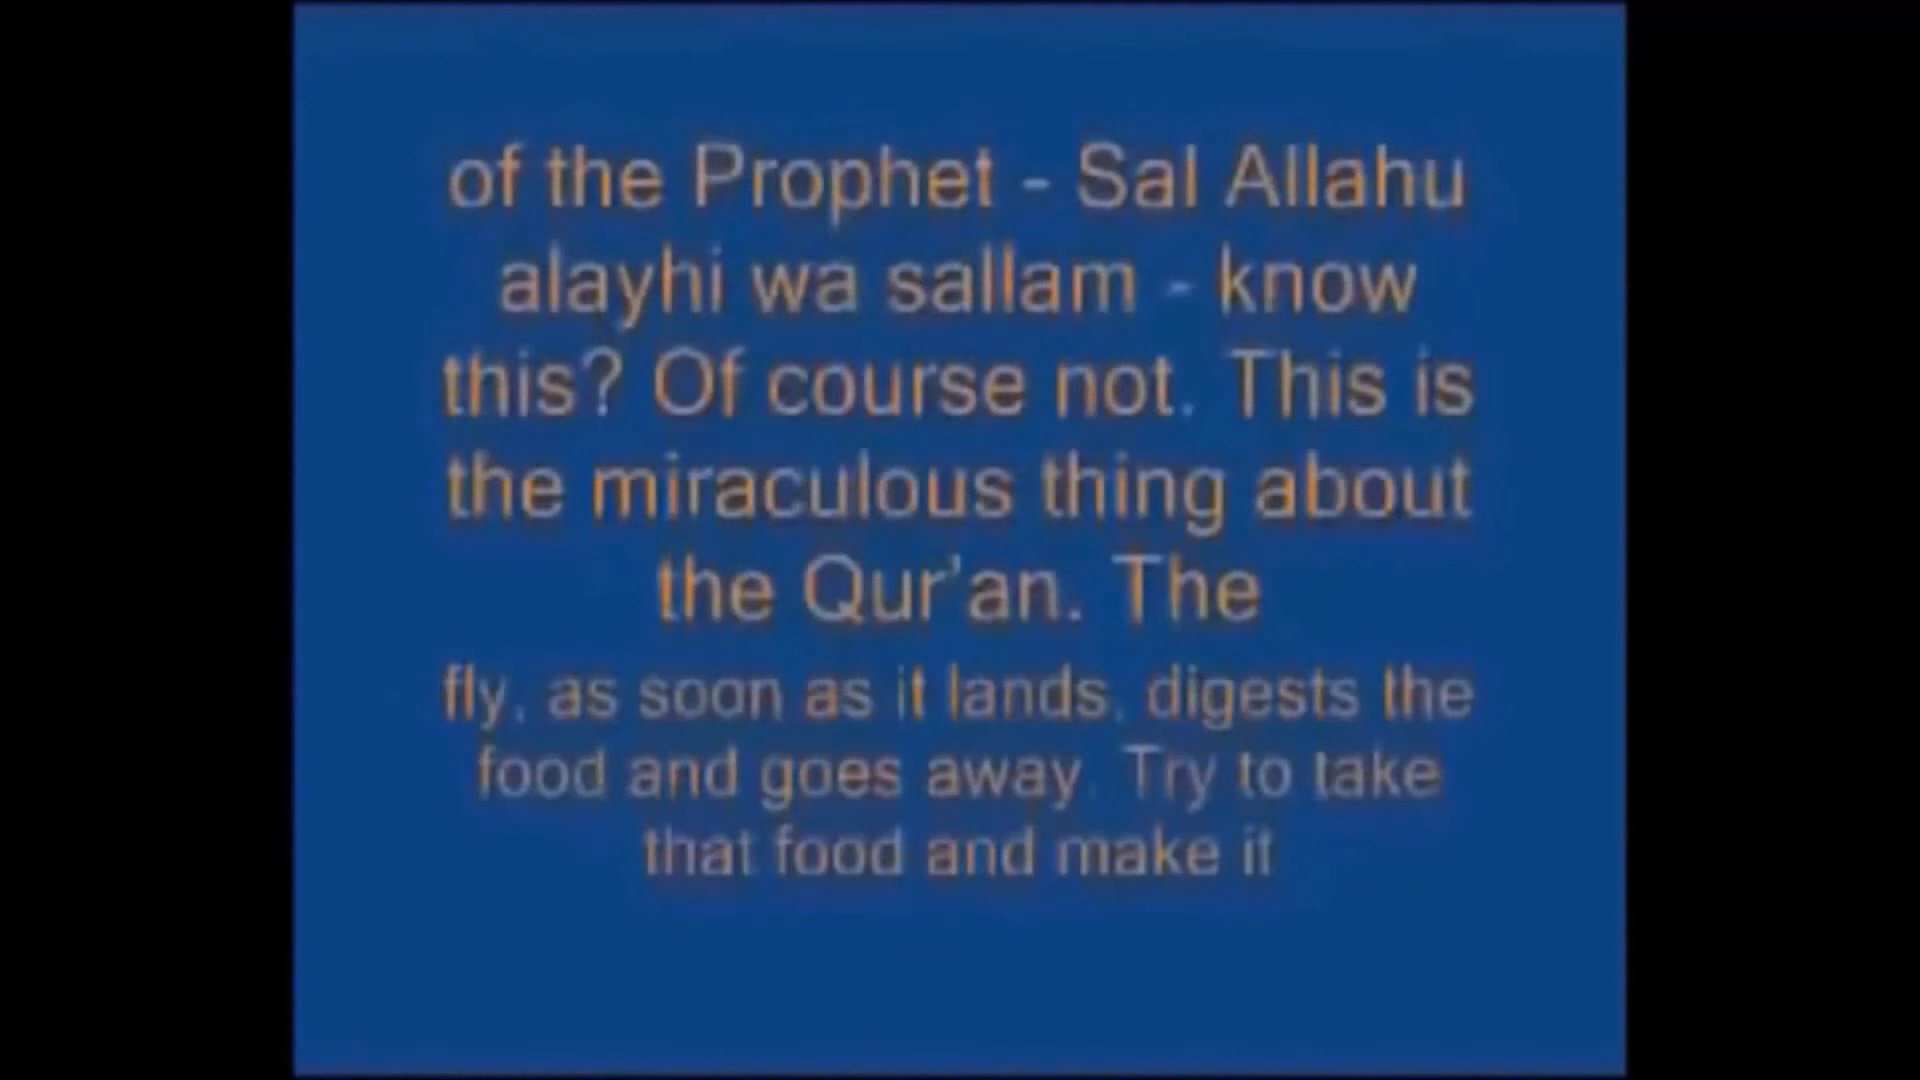 of the Prophet - Sal Allahu
alayhi wa sallam - know
this? Of course not. This is
the miraculous thing about
the Qur'an. The
fly, as soon as it lands, digests the
food and goes away. Try to take
that food and make it